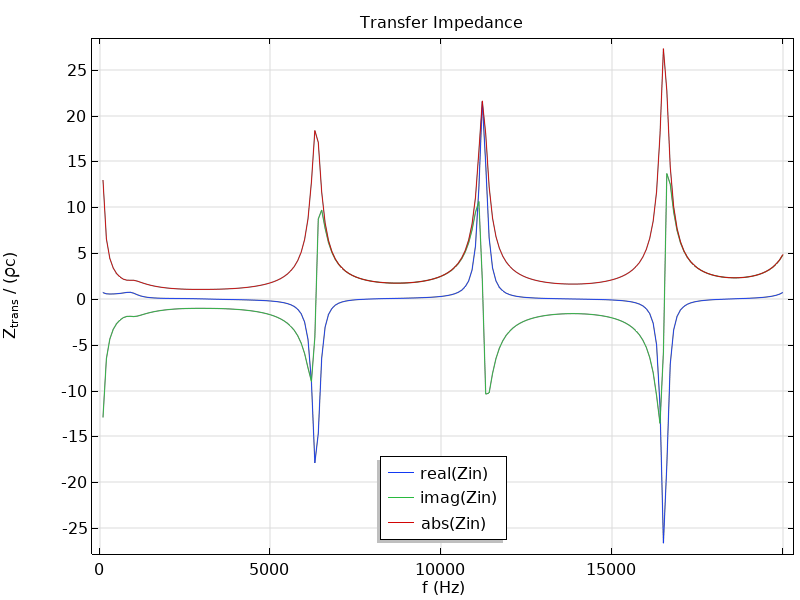 Transfer Impedance
Z_trans / (ρc)
25
20
15
10
5
0
-5
-10
-15
-20
-25
real(Zin)
imag(Zin)
abs(Zin)
0 5000 10000 15000
f (Hz)